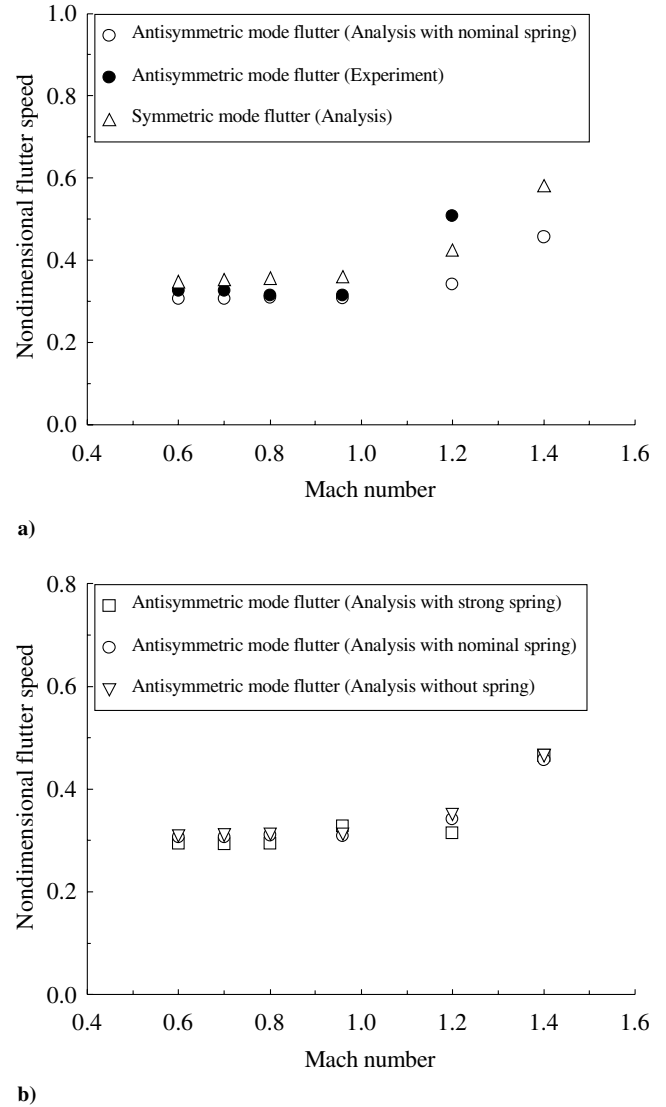 Antisymmetric mode flutter (Analysis with nominal spring)
Antisymmetric mode flutter (Experiment)
Symmetric mode flutter (Analysis)
Nondimensional flutter speed
1.0
0.8
0.6
0.4
0.2
0.0
0.4 0.6 0.8 1.0 1.2 1.4 1.6
Mach number
a)
Antisymmetric mode flutter (Analysis with strong spring)
Antisymmetric mode flutter (Analysis with nominal spring)
Antisymmetric mode flutter (Analysis without spring)
Nondimensional flutter speed
0.8
0.6
0.4
0.2
0.0
0.4 0.6 0.8 1.0 1.2 1.4 1.6
Mach number
b)